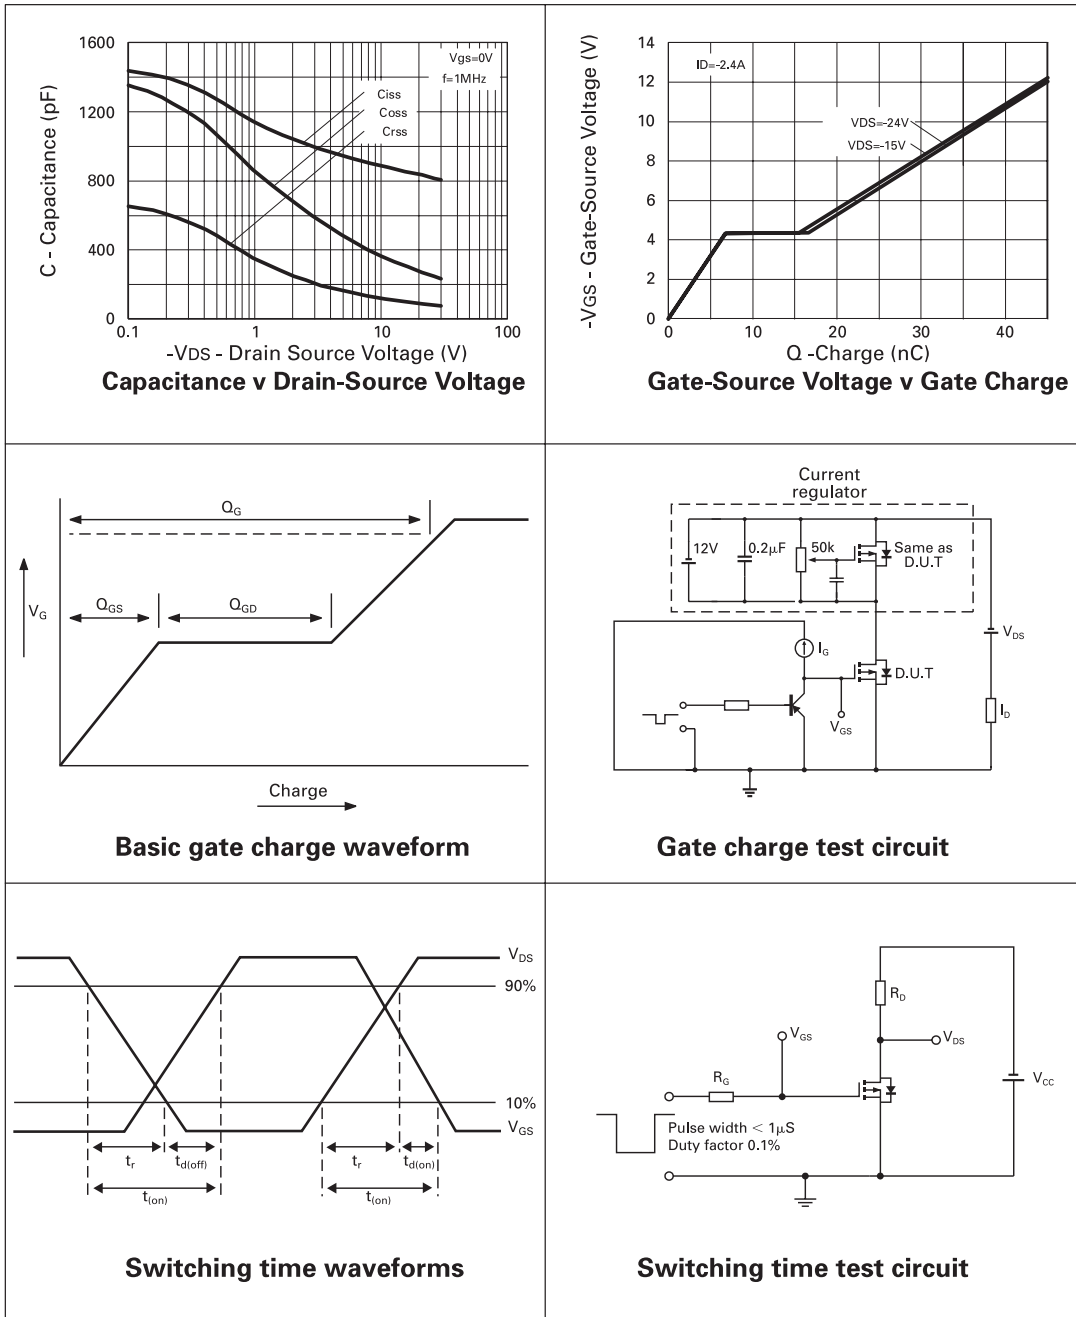 1600
1200
800
400
0
C - Capacitance (pF)
Vgs=0V
f=1MHz
Ciss
Coss
Crss
0.1
1
10
100
-VDS - Drain Source Voltage (V)
Capacitance v Drain-Source Voltage
14
12
10
8
6
4
2
0
-VGS - Gate-Source Voltage (V)
ID=-2.4A
VDS=-24V
VDS=-15V
0
10
20
30
40
Q -Charge (nC)
Gate-Source Voltage v Gate Charge
QG
QGS
QGD
VG
Charge
Basic gate charge waveform
Current
regulator
12V
0.2µF
50k
Same as
D.U.T
IG
VDS
D.U.T
VGS
ID
Gate charge test circuit
VDS
90%
10%
VGS
tr
td(off)
tr
td(on)
t(on)
t(on)
Switching time waveforms
RD
VGS
VDS
RG
VCC
Pulse width < 1µS
Duty factor 0.1%
Switching time test circuit